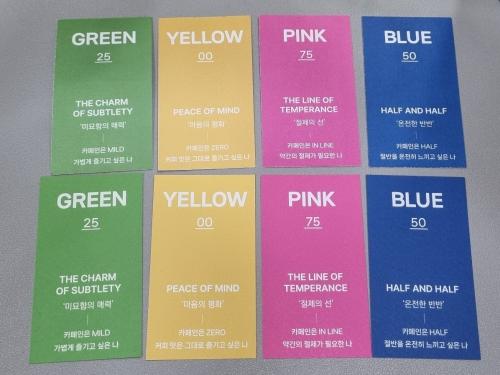 GREEN
25
THE CHARM
OF SUBTLETY
'미묘함의 매력'
카페인은 MILD
가볍게 즐기고 싶은 나
YELLOW
00
PEACE OF MIND
'마음의 평화'
카페인은 ZERO
커피 맛은 그대로 즐기고 싶은 나
PINK
75
THE LINE OF
TEMPERANCE
'절제의 선'
카페인은 IN LINE
약간의 절제가 필요한 나
BLUE
50
HALF AND HALF
'온전한 반반'
카페인은 HALF
절반을 온전히 느끼고 싶은 나
GREEN
25
THE CHARM
OF SUBTLETY
'미묘함의 매력'
카페인은 MILD
가볍게 즐기고 싶은 나
YELLOW
00
PEACE OF MIND
'마음의 평화'
카페인은 ZERO
커피 맛은 그대로 즐기고 싶은 나
PINK
75
THE LINE OF
TEMPERANCE
'절제의 선'
카페인은 IN LINE
약간의 절제가 필요한 나
BLUE
50
HALF AND HALF
'온전한 반반'
카페인은 HALF
절반을 온전히 느끼고 싶은 나